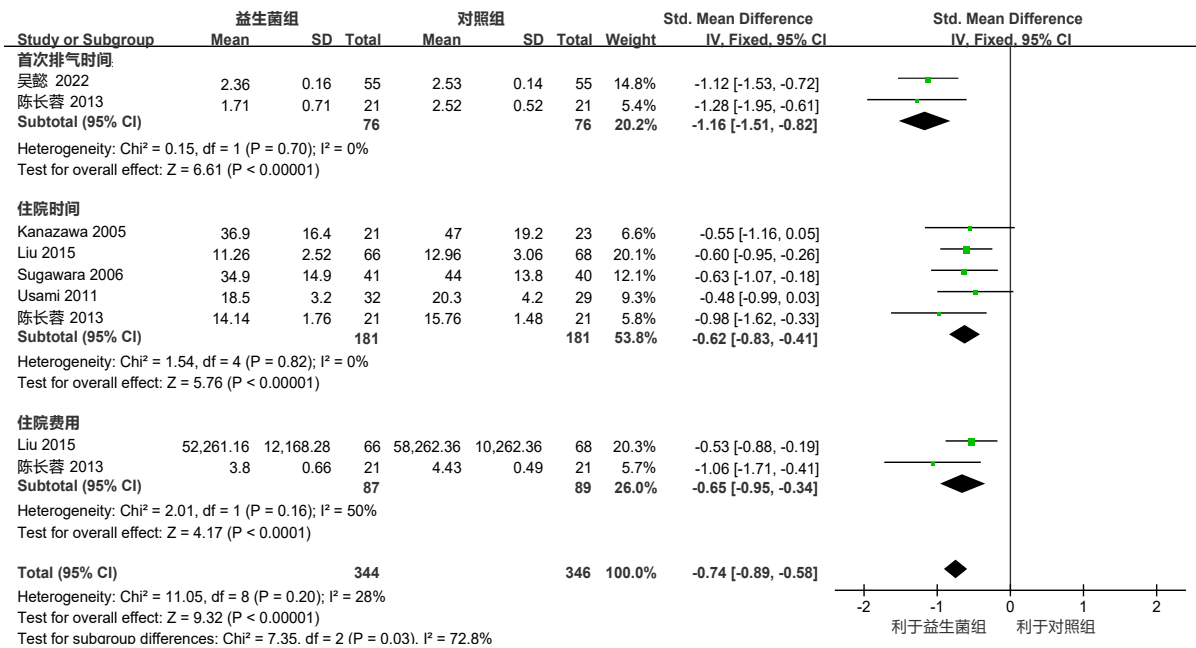 益生菌组 对照组 Std. Mean Difference Std. Mean Difference
Study or Subgroup Mean SD Total Mean SD Total Weight IV, Fixed, 95% CI IV, Fixed, 95% CI
首次排气时间
吴懿 2022 2.36 0.16 55 2.53 0.14 55 14.8% -1.12 [-1.53, -0.72]
陈长蓉 2013 1.71 0.71 21 2.52 0.52 21 5.4% -1.28 [-1.95, -0.61]
Subtotal (95% CI) 76 76 20.2% -1.16 [-1.51, -0.82]
Heterogeneity: Chi² = 0.15, df = 1 (P = 0.70); I² = 0%
Test for overall effect: Z = 6.61 (P < 0.00001)
住院时间
Kanazawa 2005 36.9 16.4 21 47 19.2 23 6.6% -0.55 [-1.16, 0.05]
Liu 2015 11.26 2.52 66 12.96 3.06 68 20.1% -0.60 [-0.95, -0.26]
Sugawara 2006 34.9 14.9 41 44 13.8 40 12.1% -0.63 [-1.07, -0.18]
Usami 2011 18.5 3.2 32 20.3 4.2 29 9.3% -0.48 [-0.99, 0.03]
陈长蓉 2013 14.14 1.76 21 15.76 1.48 21 5.8% -0.98 [-1.62, -0.33]
Subtotal (95% CI) 181 181 53.8% -0.62 [-0.83, -0.41]
Heterogeneity: Chi² = 1.54, df = 4 (P = 0.82); I² = 0%
Test for overall effect: Z = 5.76 (P < 0.00001)
住院费用
Liu 2015 52,261.16 12,168.28 66 58,262.36 10,262.36 68 20.3% -0.53 [-0.88, -0.19]
陈长蓉 2013 3.8 0.66 21 4.43 0.49 21 5.7% -1.06 [-1.71, -0.41]
Subtotal (95% CI) 87 89 26.0% -0.65 [-0.95, -0.34]
Heterogeneity: Chi² = 2.01, df = 1 (P = 0.16); I² = 50%
Test for overall effect: Z = 4.17 (P < 0.0001)
Total (95% CI) 344 346 100.0% -0.74 [-0.89, -0.58]
Heterogeneity: Chi² = 11.05, df = 8 (P = 0.20); I² = 28%
Test for overall effect: Z = 9.32 (P < 0.00001)
Test for subgroup differences: Chi² = 7.35, df = 2 (P = 0.03), I² = 72.8%
-2 -1 0 1 2
利于益生菌组 利于对照组